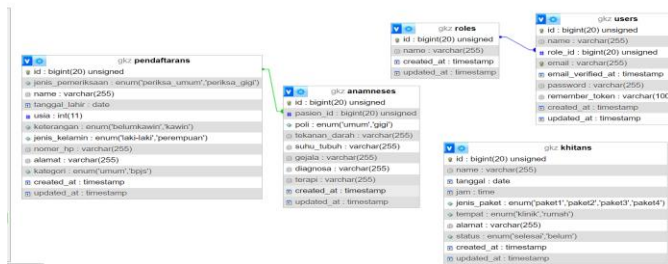 gkz pendaftarans
id : bigint(20) unsigned
jenis_pemeriksaan : enum('periksa_umum','periksa_gigi')
name : varchar(255)
tanggal_lahir : date
usia : int(11)
keterangan : enum('belumkawin','kawin')
jenis_kelamin : enum('laki-laki','perempuan')
nomer_hp : varchar(255)
alamat : varchar(255)
kategori : enum('umum','bpjs')
created_at : timestamp
updated_at : timestamp
gkz anamneses
id : bigint(20) unsigned
pasien_id : bigint(20) unsigned
poli : enum('umum','gigi')
tekanan_darah : varchar(255)
suhu_tubuh : varchar(255)
gejala : varchar(255)
diagnosa : varchar(255)
terapi : varchar(255)
created_at : timestamp
updated_at : timestamp
gkz roles
id : bigint(20) unsigned
name : varchar(255)
created_at : timestamp
updated_at : timestamp
gkz users
id : bigint(20) unsigned
name : varchar(255)
role_id : bigint(20) unsigned
email : varchar(255)
email_verified_at : timestamp
password : varchar(255)
remember_token : varchar(100
created_at : timestamp
updated_at : timestamp
gkz khitans
id : bigint(20) unsigned
name : varchar(255)
tanggal : date
jam : time
jenis_paket : enum('paket1','paket2','paket3','paket4')
tempat : enum('klinik','rumah')
alamat : varchar(255)
status : enum('selesai','belum')
created_at : timestamp
updated_at : timestamp